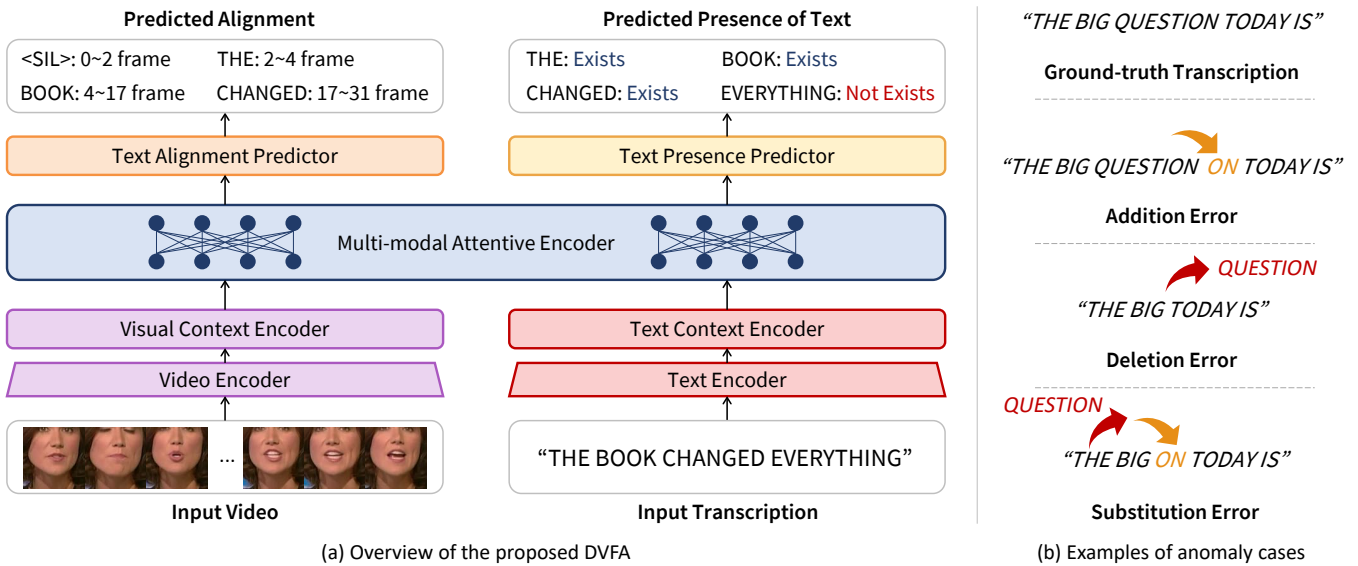 Predicted Alignment
<SIL>: 0~2 frame THE: 2~4 frame
BOOK: 4~17 frame CHANGED: 17~31 frame
Text Alignment Predictor
Predicted Presence of Text
THE: Exists BOOK: Exists
CHANGED: Exists EVERYTHING: Not Exists
Text Presence Predictor
Multi-modal Attentive Encoder
Visual Context Encoder
Video Encoder
...
Input Video
Text Context Encoder
Text Encoder
“THE BOOK CHANGED EVERYTHING”
Input Transcription
(a) Overview of the proposed DVFA
“THE BIG QUESTION TODAY IS”
Ground-truth Transcription
“THE BIG QUESTION ON TODAY IS”
Addition Error
QUESTION
“THE BIG TODAY IS”
Deletion Error
QUESTION
“THE BIG ON TODAY IS”
Substitution Error
(b) Examples of anomaly cases